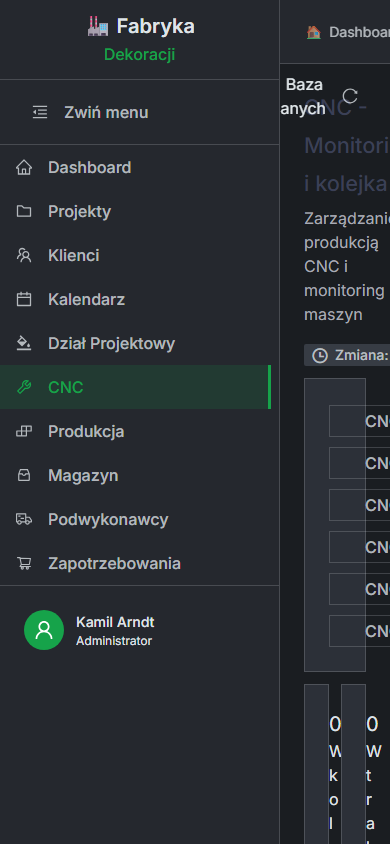 Fabryka
Dekoracji
Zwiń menu
Dashboard
Projekty
Klienci
Kalendarz
Dział Projektowy
CNC
Produkcja
Magazyn
Podwykonawcy
Zapotrzebowania
Kamil Arndt
Administrator
Dashboar
Baza
anych
CNC -
Monitori
i kolejka
Zarządzanie
produkcją
CNC i
monitoring
maszyn
Zmiana:
CN
CN
CN
CN
CN
CN
0 0
W W
k t
o r
l a